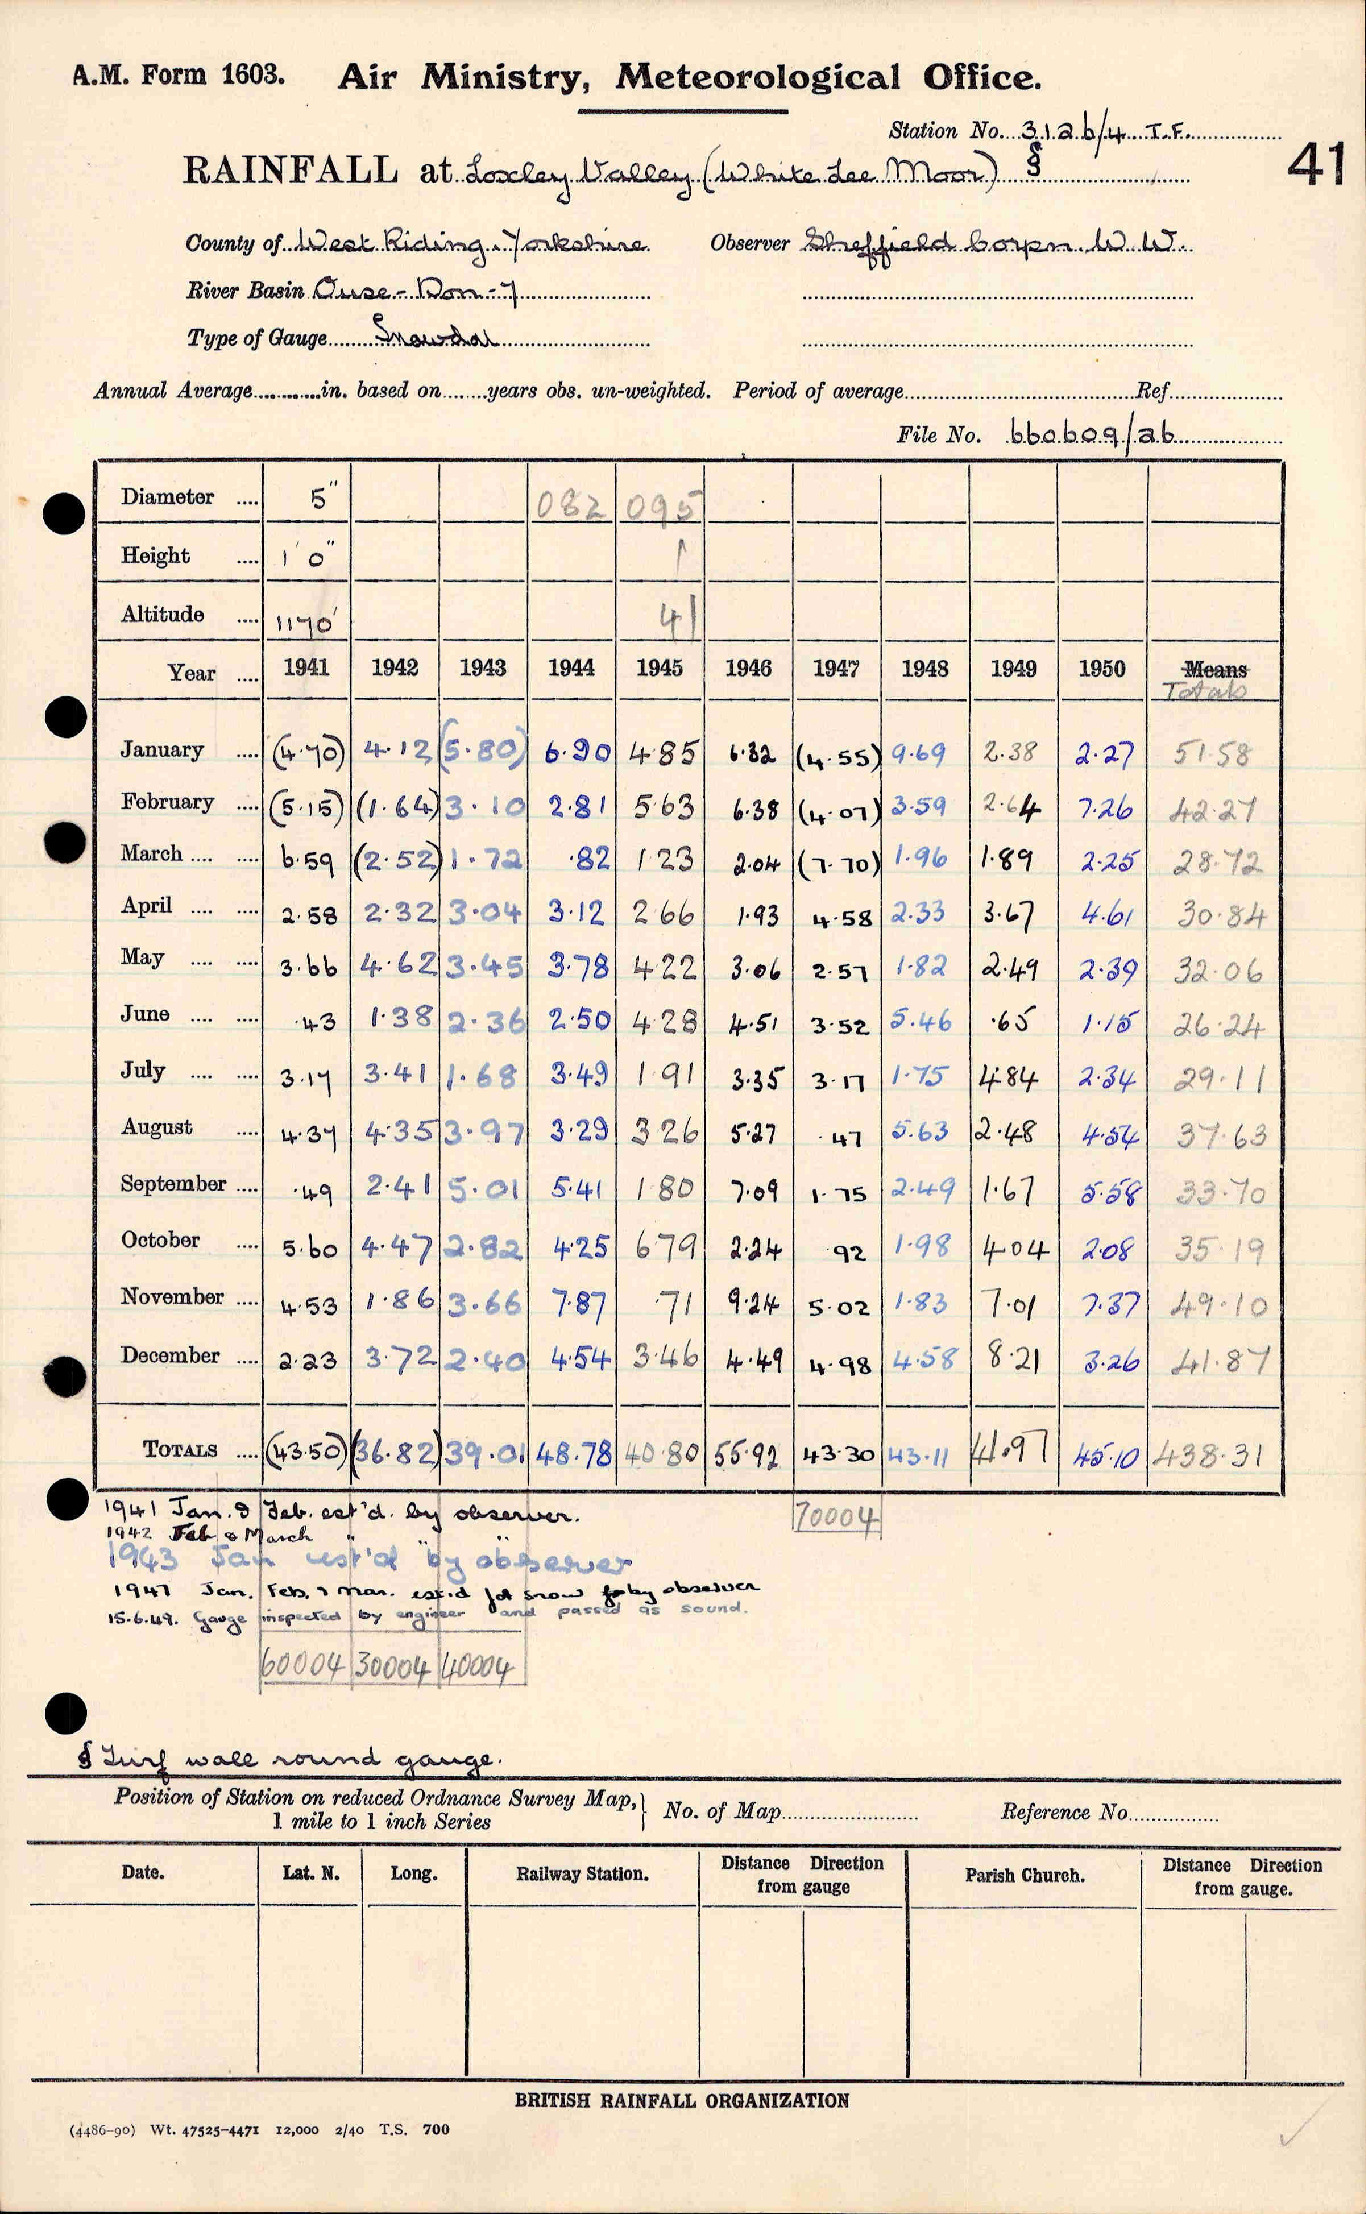 A.M. Form 1603. Air Ministry, Meteorological Office.
Station No. 3126/4 T.F.
41
RAINFALL at Loxley Valley (White Lee Moor) §
County of West Riding. Yorkshire Observer Sheffield Corpn. W.W.
River Basin Ouse-Don-7
Type of Gauge Snowdon
Annual Average............in. based on.......years obs. un-weighted. Period of average Ref
File No. 660609/26
Diameter .... 5" 082 095
Height .... 1' 0" 1
Altitude .... 1170' 41
Year .... 1941 1942 1943 1944 1945 1946 1947 1948 1949 1950 Means
Totals
January .... (4.70) 4.12 (5.80) 6.90 4.85 6.32 (4.55) 9.69 2.38 2.27 51.58
February .... (5.15) (1.64) 3.10 2.81 5.63 6.38 (4.07) 3.59 2.64 7.26 42.27
March .... .... 6.59 (2.52) 1.72 .82 1.23 2.04 (7.70) 1.96 1.89 2.25 28.72
April .... .... 2.58 2.32 3.04 3.12 2.66 1.93 4.58 2.33 3.67 4.61 30.84
May .... .... 3.66 4.62 3.45 3.78 4.22 3.06 2.57 1.82 2.49 2.39 32.06
June .... .... .43 1.38 2.36 2.50 4.28 4.51 3.52 5.46 .65 1.15 26.24
July .... .... 3.17 3.41 1.68 3.49 1.91 3.35 3.17 1.75 4.84 2.34 29.11
August .... 4.37 4.35 3.97 3.29 3.26 5.27 .47 5.63 2.48 4.54 37.63
September .... .49 2.41 5.01 5.41 1.80 7.09 1.75 2.49 1.67 5.58 33.70
October .... 5.60 4.47 2.82 4.25 6.79 2.24 .92 1.98 4.04 2.08 35.19
November .... 4.53 1.86 3.66 7.87 .71 9.24 5.02 1.83 7.01 7.37 49.10
December .... 2.23 3.72 2.40 4.54 3.46 4.49 4.98 4.58 8.21 3.26 41.87
TOTALS .... (43.50) (36.82) 39.01 48.78 40.80 55.92 43.30 43.11 41.97 45.10 438.31
1941 Jan. & Feb. est'd. by observer. 70004
1942 Feb & March " " "
1943 Jan est'd by observer
1947 Jan. Feb. & Mar. est.d for snow by observer
15.6.49. Gauge inspected by engineer and passed as sound.
60004 30004 40004
§ Turf wall round gauge.
Position of Station on reduced Ordnance Survey Map, } No. of Map Reference No.
1 mile to 1 inch Series
Date. Lat. N. Long. Railway Station. Distance Direction from gauge Parish Church. Distance Direction from gauge.
BRITISH RAINFALL ORGANIZATION
(4486-90) Wt. 47525-4471 12,000 2/40 T.S. 700